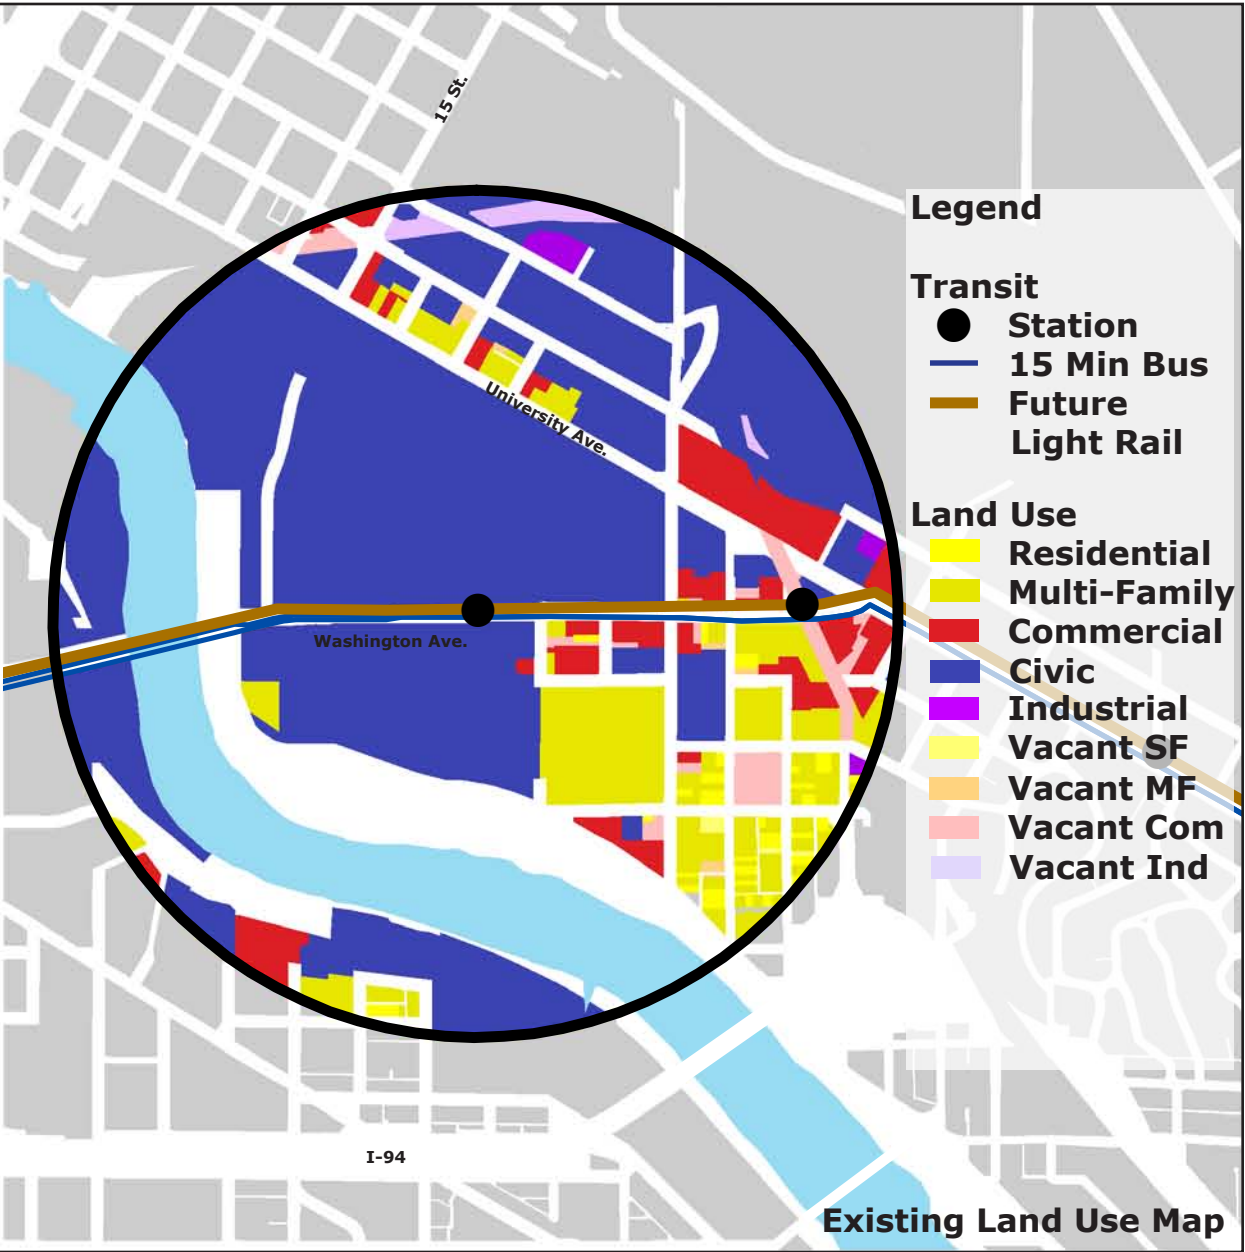 15 St.
Legend
Transit
Station
15 Min Bus
Future
Light Rail
University Ave.
Land Use
Residential
Multi-Family
Commercial
Washington Ave.
Civic
Industrial
Vacant SF
Vacant MF
Vacant Com
Vacant Ind
I-94
Existing Land Use Map